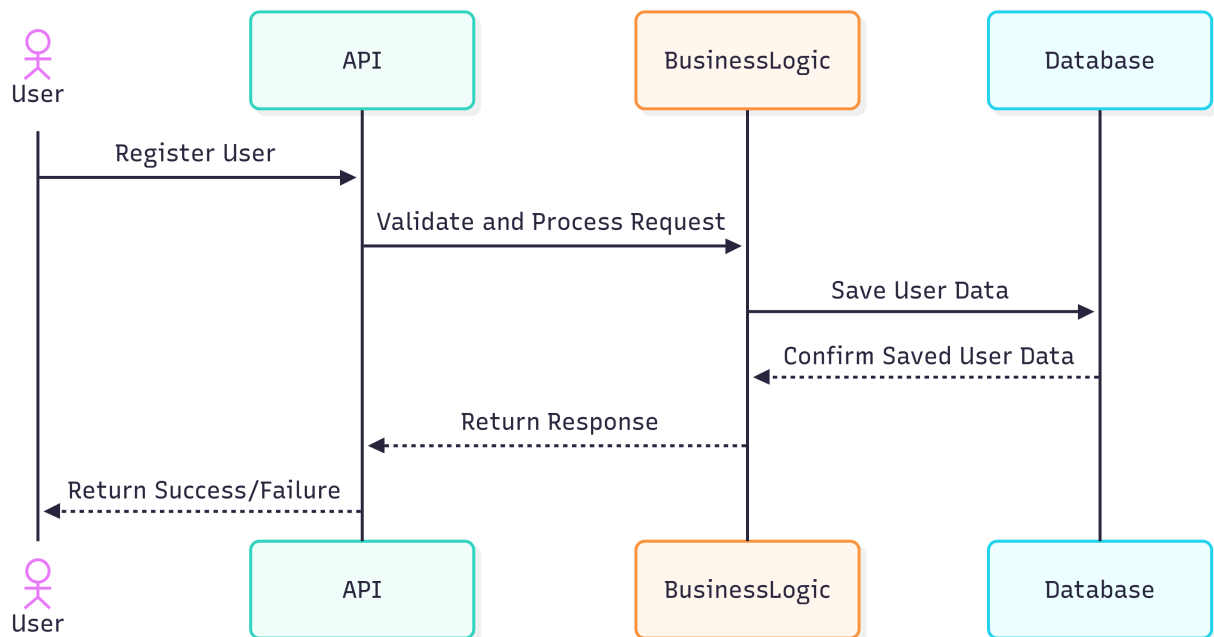 User
API
BusinessLogic
Database
Register User
Validate and Process Request
Save User Data
Confirm Saved User Data
Return Response
Return Success/Failure
User
API
BusinessLogic
Database